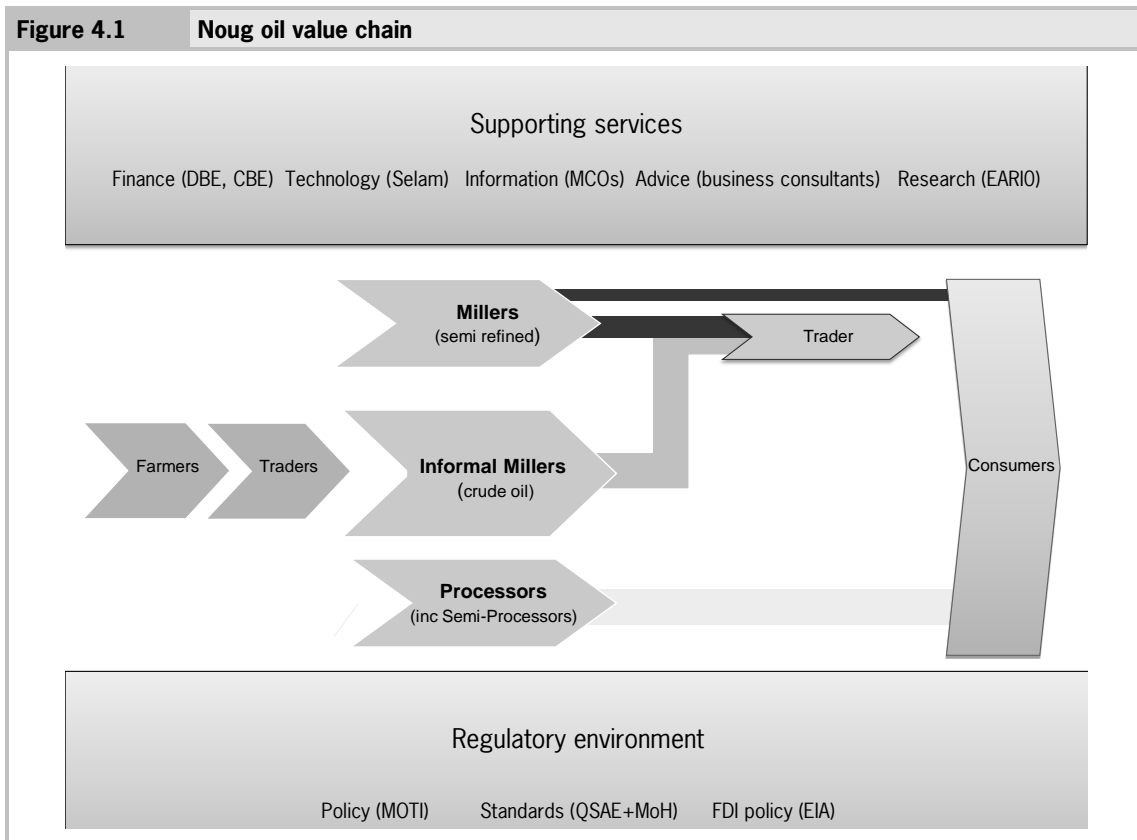 Figure 4.1 Noug oil value chain
Supporting services
Finance (DBE, CBE) Technology (Selam) Information (MCOs) Advice (business consultants) Research (EARI0)
Millers
(semi refined)
Trader
Farmers
Traders
Informal Millers
(crude oil)
Consumers
Processors
(inc Semi-Processors)
Regulatory environment
Policy (MOTI) Standards (QSAE+MoH) FDI policy (EIA)